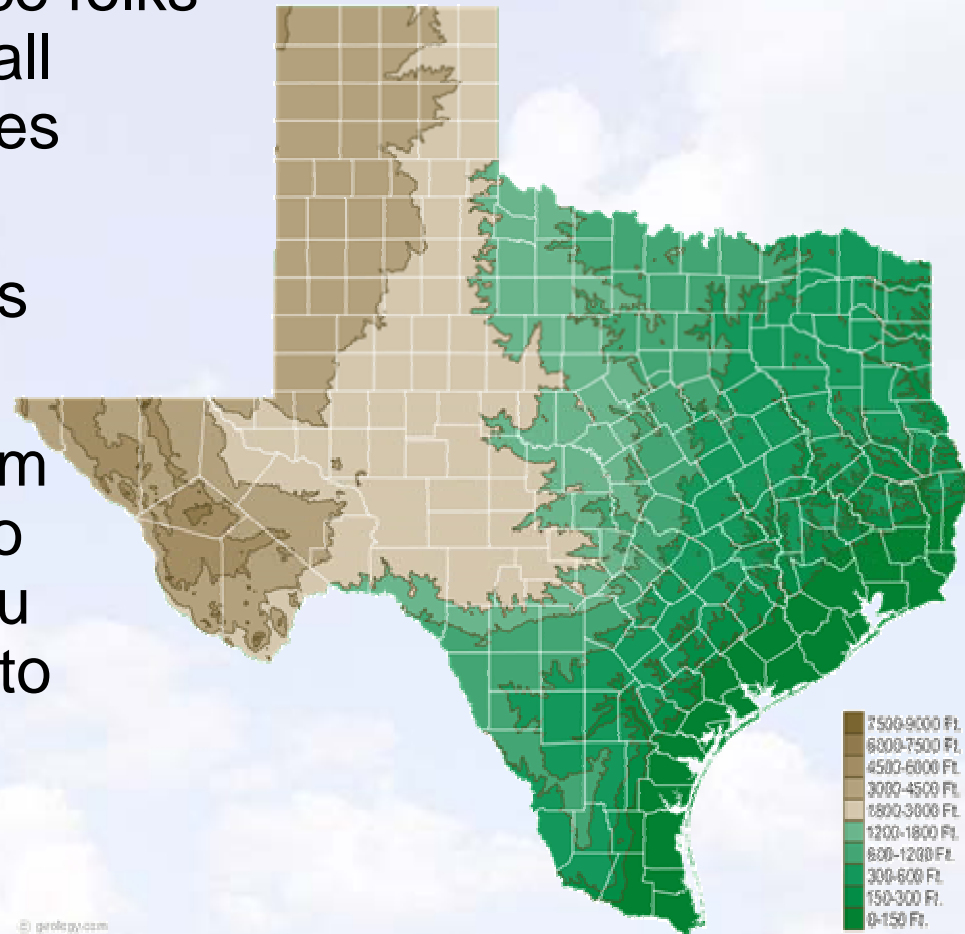 folks
all
es
s
m
o
u
to
7500-9000 Ft.
6000-7500 Ft.
4500-6000 Ft.
3000-4500 Ft.
1800-3000 Ft.
1200-1800 Ft.
600-1200 Ft.
300-600 Ft.
150-300 Ft.
0-150 Ft.
© geology.com